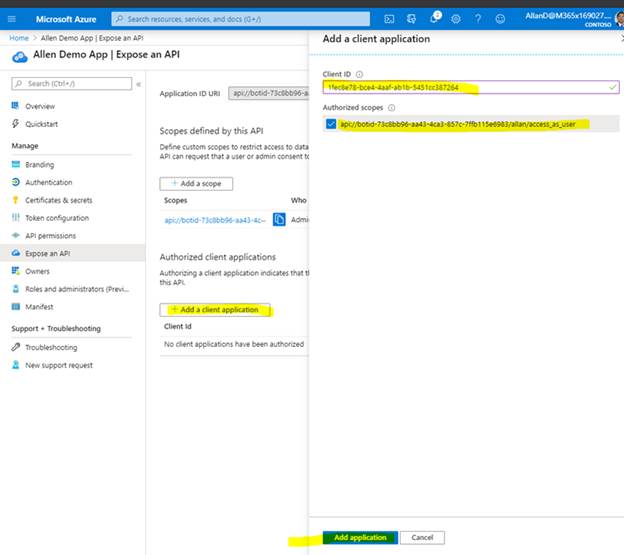 Microsoft Azure
Search resources, services, and docs (G+/)
AllanD@M365x169027....
CONTOSO
Home > Allen Demo App | Expose an API
Allen Demo App | Expose an API
Search (Ctrl+/)
Overview
Quickstart
Manage
Branding
Authentication
Certificates & secrets
Token configuration
API permissions
Expose an API
Owners
Roles and administrators (Previ...
Manifest
Support + Troubleshooting
Troubleshooting
New support request
Application ID URI
api://botid-73c8bb96-aa43
Scopes defined by this API
Define custom scopes to restrict access to data
API can request that a user or admin consent to
+ Add a scope
Scopes
Who
api://botid-73c8bb96-aa43-4c...
Admi
Authorized client applications
Authorizing a client application indicates that th
this API.
+ Add a client application
Client Id
No client applications have been authorized
Add a client application
Client ID
1fec8e78-bce4-4aaf-ab1b-5451cc387264
Authorized scopes
api://botid-73c8bb96-aa43-4ca3-857c-7ffb115e6983/allan/access_as_user
Add application
Cancel